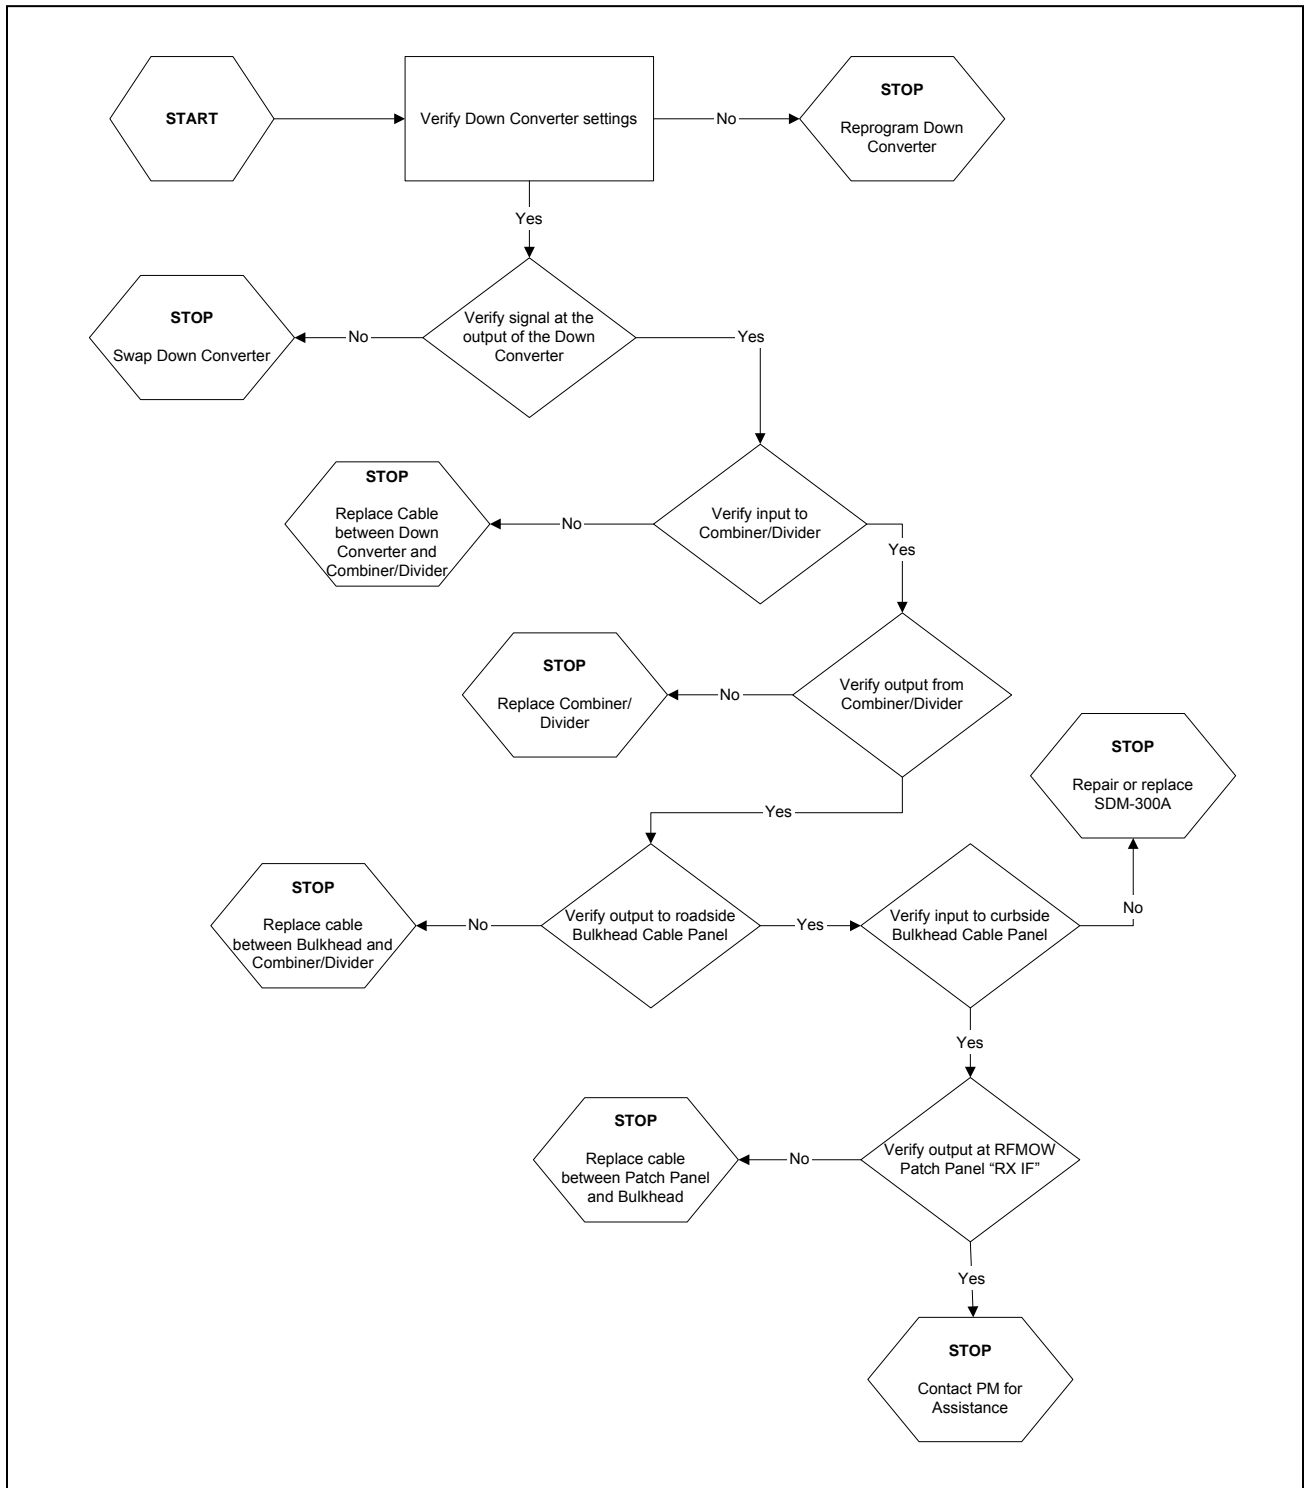 START
Verify Down Converter settings
No
STOP
Reprogram Down
Converter
Yes
STOP
Swap Down Converter
No
Verify signal at the
output of the Down
Converter
Yes
STOP
Replace Cable
between Down
Converter and
Combiner/Divider
No
Verify input to
Combiner/Divider
Yes
STOP
Replace Combiner/
Divider
No
Verify output from
Combiner/Divider
STOP
Repair or replace
SDM-300A
Yes
STOP
Replace cable
between Bulkhead and
Combiner/Divider
No
Verify output to roadside
Bulkhead Cable Panel
Yes
Verify input to curbside
Bulkhead Cable Panel
No
Yes
STOP
Replace cable
between Patch Panel
and Bulkhead
No
Verify output at RFMOW
Patch Panel “RX IF”
Yes
STOP
Contact PM for
Assistance